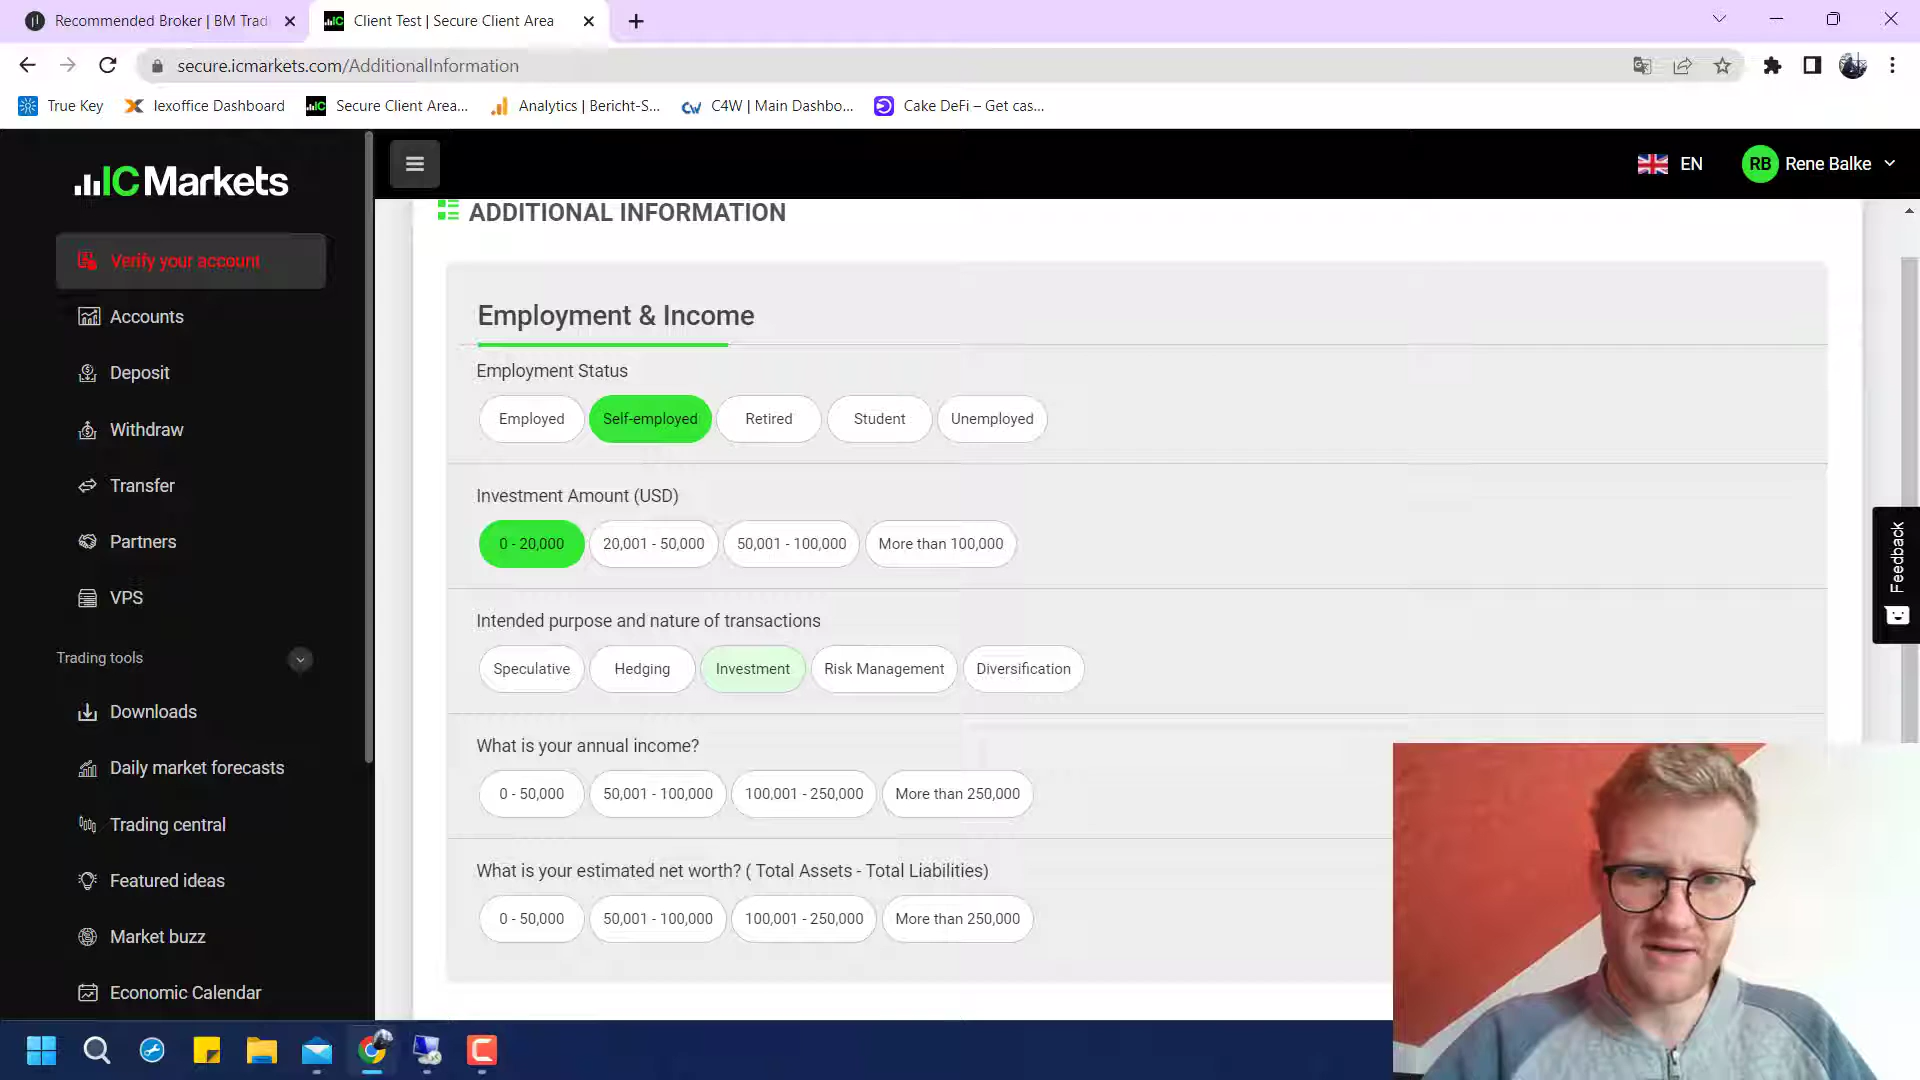 Recommended Broker | BM Trad
Client Test | Secure Client Area
secure.icmarkets.com/AdditionalInformation
True Key
lexoffice Dashboard
Secure Client Area...
Analytics | Bericht-S...
C4W | Main Dashbo...
Cake DeFi – Get cas...
IC Markets
EN
RB
Rene Balke
ADDITIONAL INFORMATION
Verify your account
Accounts
Deposit
Withdraw
Transfer
Partners
VPS
Trading tools
Downloads
Daily market forecasts
Trading central
Featured ideas
Market buzz
Economic Calendar
Employment & Income
Employment Status
Employed Self-employed Retired Student Unemployed
Investment Amount (USD)
0 - 20,000 20,001 - 50,000 50,001 - 100,000 More than 100,000
Intended purpose and nature of transactions
Speculative Hedging Investment Risk Management Diversification
What is your annual income?
0 - 50,000 50,001 - 100,000 100,001 - 250,000 More than 250,000
What is your estimated net worth? ( Total Assets - Total Liabilities)
0 - 50,000 50,001 - 100,000 100,001 - 250,000 More than 250,000
Feedback